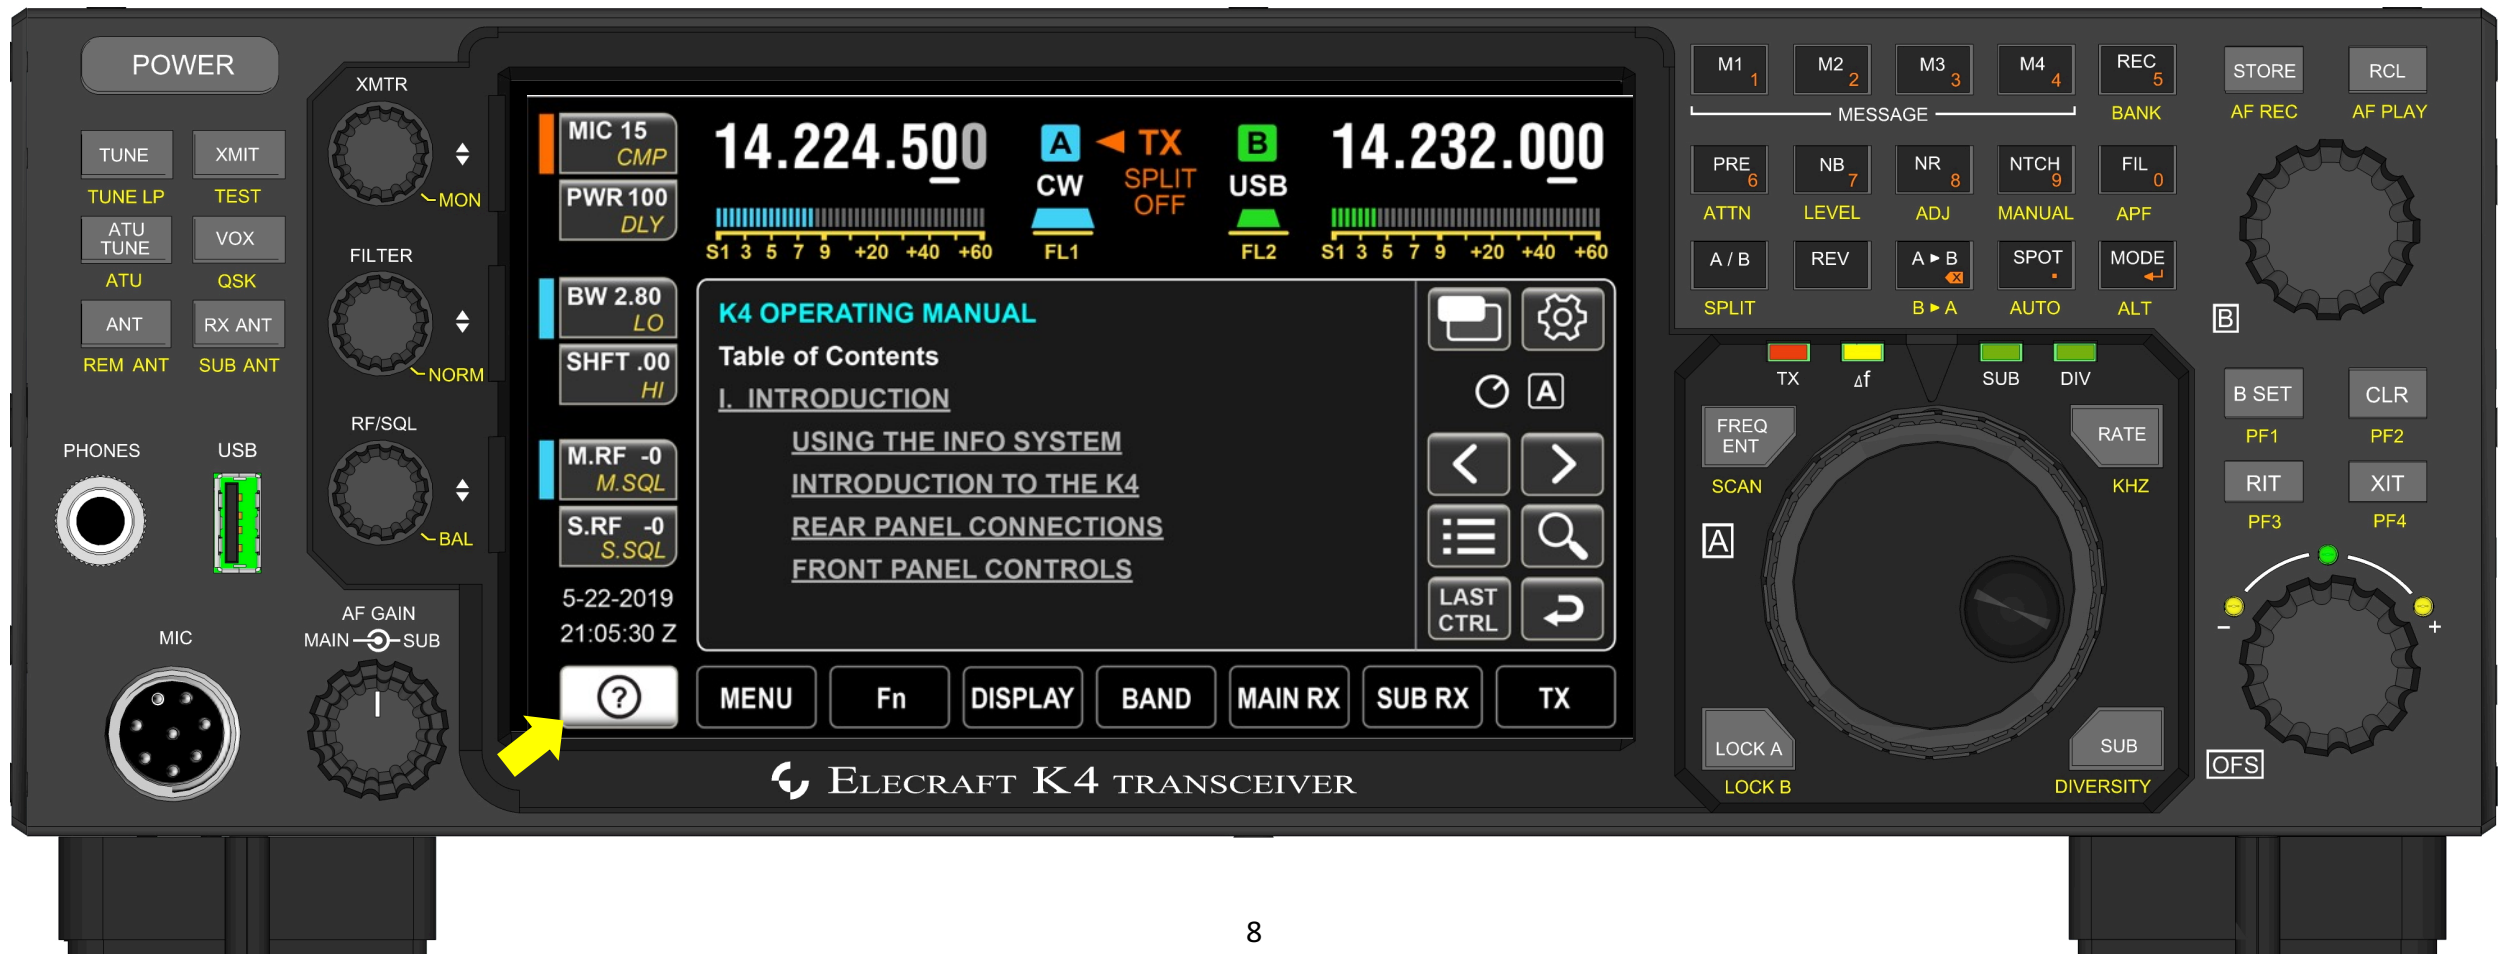 POWER
TUNE
XMIT
TUNE LP
TEST
ATU
TUNE
VOX
ATU
QSK
ANT
RX ANT
REM ANT
SUB ANT
PHONES
USB
MIC
XMTR
MON
FILTER
NORM
RF/SQL
BAL
AF GAIN
MAIN
SUB
MIC 15
CMP
PWR 100
DLY
BW 2.80
LO
SHFT .00
HI
M.RF -0
M.SQL
S.RF -0
S.SQL
5-22-2019
21:05:30 Z
14.224.500
A
TX
B
14.232.000
CW
SPLIT
OFF
USB
S1 3 5 7 9 +20 +40 +60
FL1
FL2
S1 3 5 7 9 +20 +40 +60
K4 OPERATING MANUAL
Table of Contents
I. INTRODUCTION
USING THE INFO SYSTEM
INTRODUCTION TO THE K4
REAR PANEL CONNECTIONS
FRONT PANEL CONTROLS
A
LAST
CTRL
?
MENU
Fn
DISPLAY
BAND
MAIN RX
SUB RX
TX
ELECRAFT K4 TRANSCEIVER
M1 1
M2 2
M3 3
M4 4
REC 5
MESSAGE
BANK
PRE 6
NB 7
NR 8
NTCH 9
FIL 0
ATTN
LEVEL
ADJ
MANUAL
APF
A / B
REV
A ► B
SPOT .
MODE
SPLIT
B ► A
AUTO
ALT
TX
Δf
SUB
DIV
FREQ
ENT
RATE
SCAN
KHZ
A
LOCK A
SUB
LOCK B
DIVERSITY
STORE
RCL
AF REC
AF PLAY
B
B SET
CLR
PF1
PF2
RIT
XIT
PF3
PF4
−
+
OFS
8